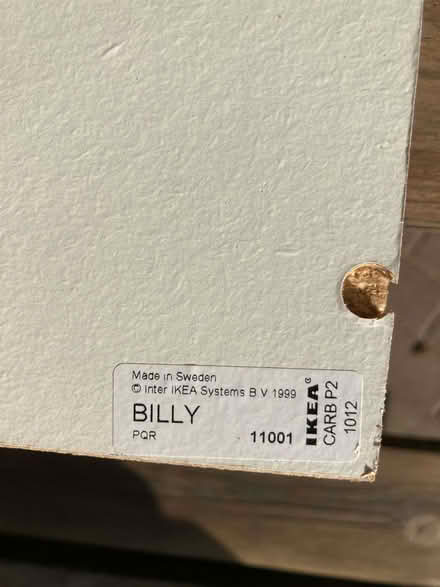 Made in Sweden
© Inter IKEA Systems B.V 1999
BILLY
PQR 11001
IKEA®
CARB P2
1012